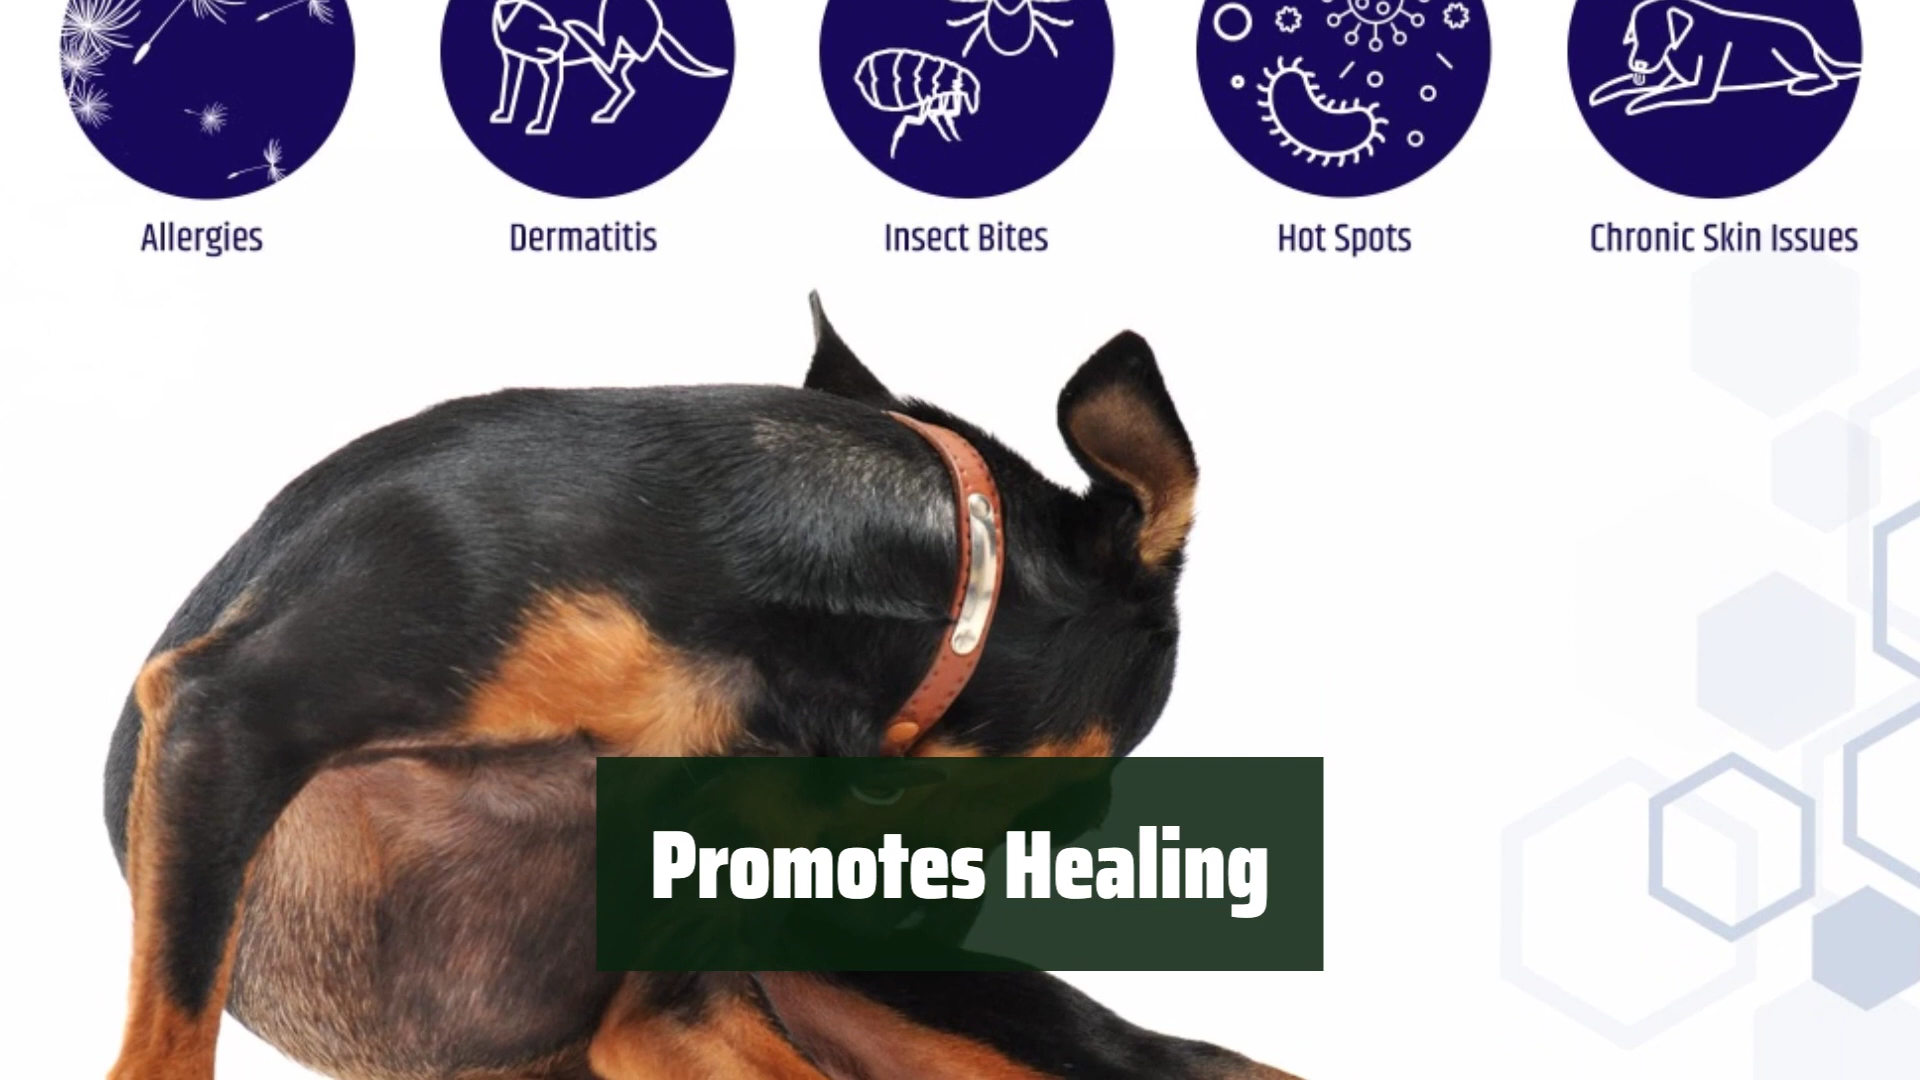 Allergies
Dermatitis
Insect Bites
Hot Spots
Chronic Skin Issues
Promotes Healing